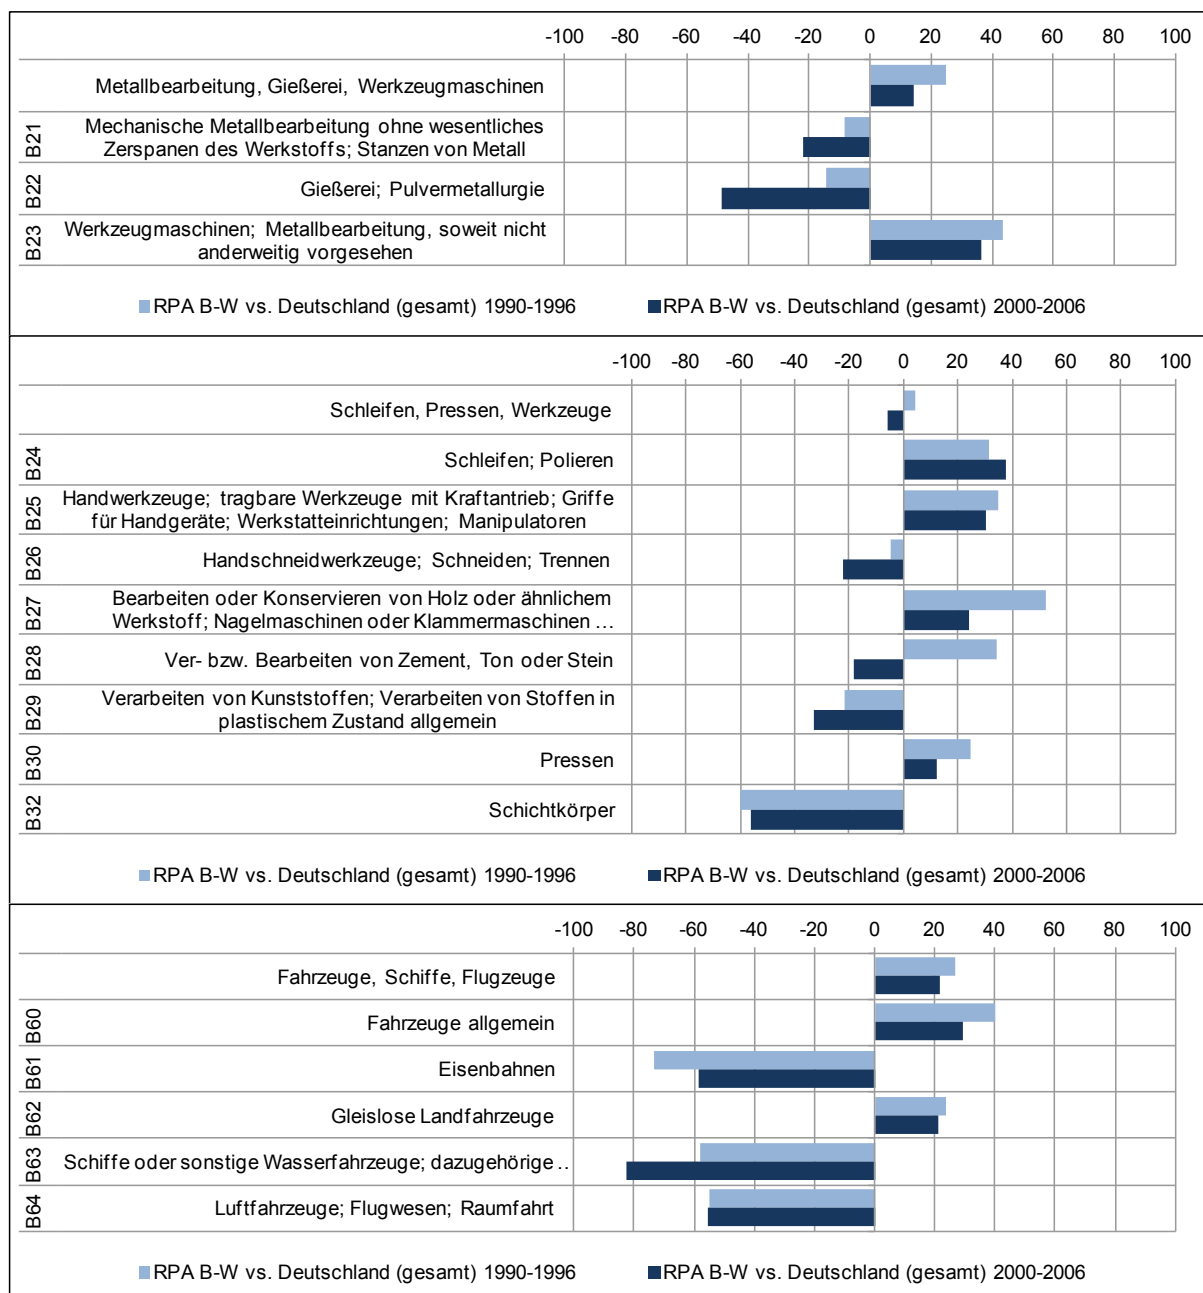 -100 -80 -60 -40 -20 0 20 40 60 80 100
Metallbearbeitung, Gießerei, Werkzeugmaschinen
B21
Mechanische Metallbearbeitung ohne wesentliches
Zerspanen des Werkstoffs; Stanzen von Metall
B22
Gießerei; Pulvermetallurgie
B23
Werkzeugmaschinen; Metallbearbeitung, soweit nicht
anderweitig vorgesehen
RPA B-W vs. Deutschland (gesamt) 1990-1996 RPA B-W vs. Deutschland (gesamt) 2000-2006
-100 -80 -60 -40 -20 0 20 40 60 80 100
Schleifen, Pressen, Werkzeuge
B24
Schleifen; Polieren
B25
Handwerkzeuge; tragbare Werkzeuge mit Kraftantrieb; Griffe
für Handgeräte; Werkstatteinrichtungen; Manipulatoren
B26
Handschneidwerkzeuge; Schneiden; Trennen
B27
Bearbeiten oder Konservieren von Holz oder ähnlichem
Werkstoff; Nagelmaschinen oder Klammermaschinen ...
B28
Ver- bzw. Bearbeiten von Zement, Ton oder Stein
B29
Verarbeiten von Kunststoffen; Verarbeiten von Stoffen in
plastischem Zustand allgemein
B30
Pressen
B32
Schichtkörper
RPA B-W vs. Deutschland (gesamt) 1990-1996 RPA B-W vs. Deutschland (gesamt) 2000-2006
-100 -80 -60 -40 -20 0 20 40 60 80 100
Fahrzeuge, Schiffe, Flugzeuge
B60
Fahrzeuge allgemein
B61
Eisenbahnen
B62
Gleislose Landfahrzeuge
B63
Schiffe oder sonstige Wasserfahrzeuge; dazugehörige ..
B64
Luftfahrzeuge; Flugwesen; Raumfahrt
RPA B-W vs. Deutschland (gesamt) 1990-1996 RPA B-W vs. Deutschland (gesamt) 2000-2006